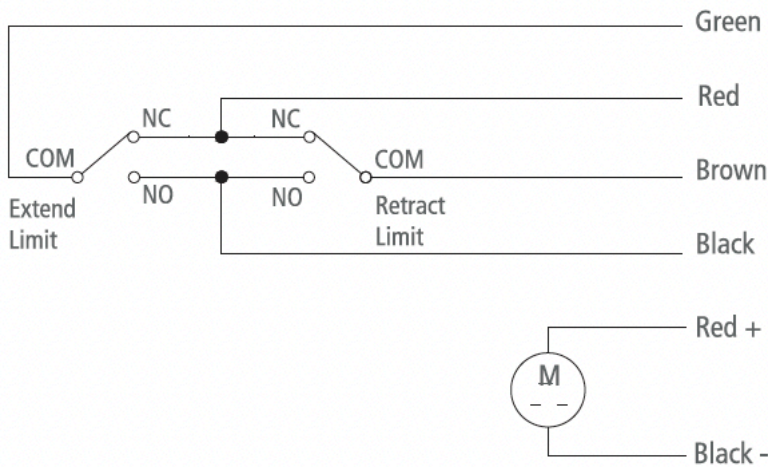 Green
Red
NC
NC
COM
COM
Brown
NO
NO
Extend
Limit
Retract
Limit
Black
Red +
M
Black -